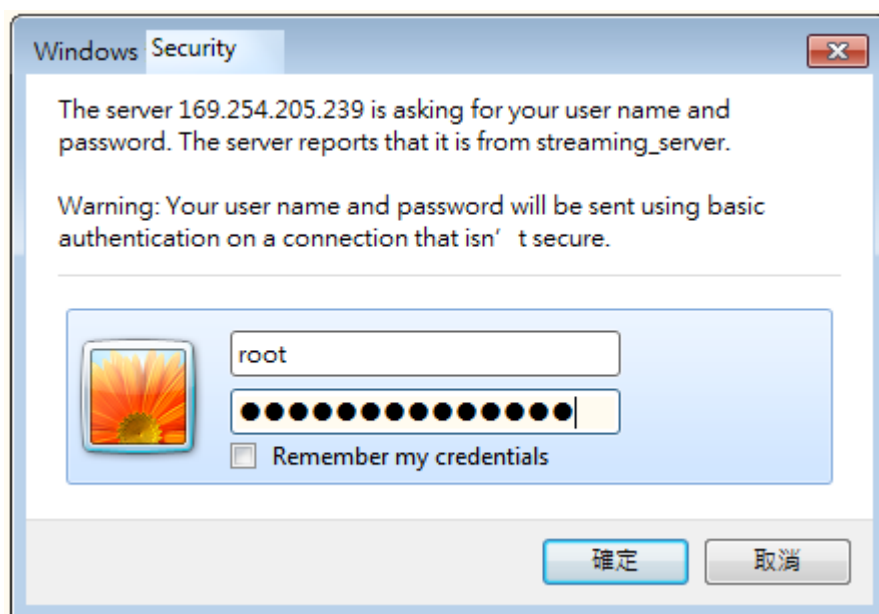 Windows Security
The server 169.254.205.239 is asking for your user name and
password. The server reports that it is from streaming_server.
Warning: Your user name and password will be sent using basic
authentication on a connection that isn’t secure.
root
●●●●●●●●●●●●●●
Remember my credentials
確定
取消